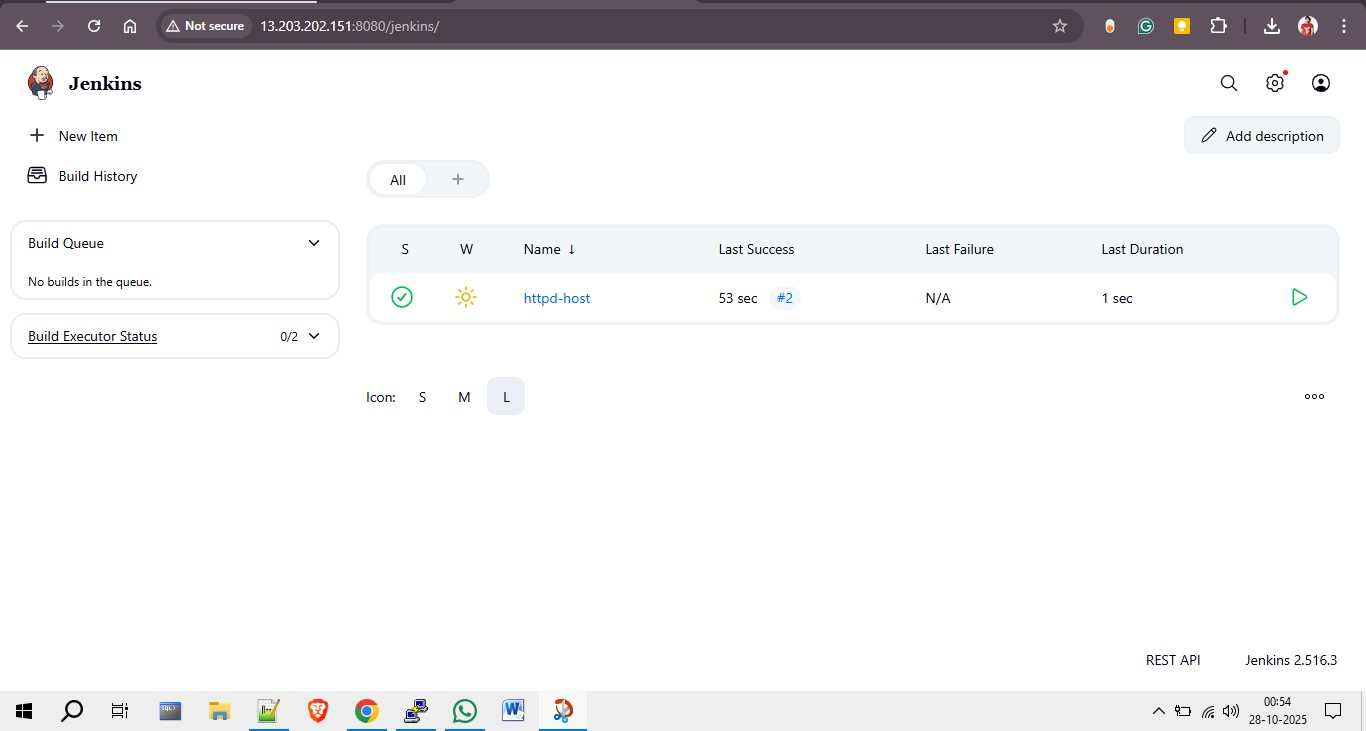 Not secure 13.203.202.151:8080/jenkins/
Jenkins
New Item
Add description
Build History
All +
Build Queue
No builds in the queue.
Build Executor Status 0/2
S W Name ↓ Last Success Last Failure Last Duration
httpd-host 53 sec #2 N/A 1 sec
Icon: S M L
REST API Jenkins 2.516.3
SQL>
W
00:54
28-10-2025